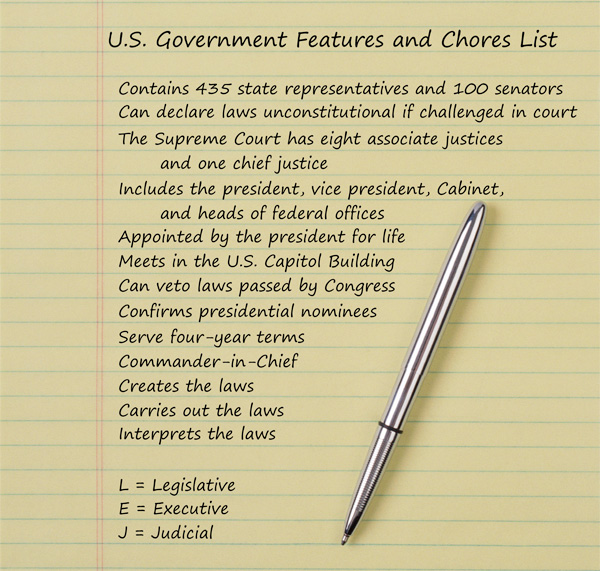 U.S. Government Features and Chores List
Contains 435 state representatives and 100 senators
Can declare laws unconstitutional if challenged in court
The Supreme Court has eight associate justices
and one chief justice
Includes the president, vice president, Cabinet,
and heads of federal offices
Appointed by the president for life
Meets in the U.S. Capitol Building
Can veto laws passed by Congress
Confirms presidential nominees
Serve four-year terms
Commander-in-Chief
Creates the laws
Carries out the laws
Interprets the laws
L = Legislative
E = Executive
J = Judicial